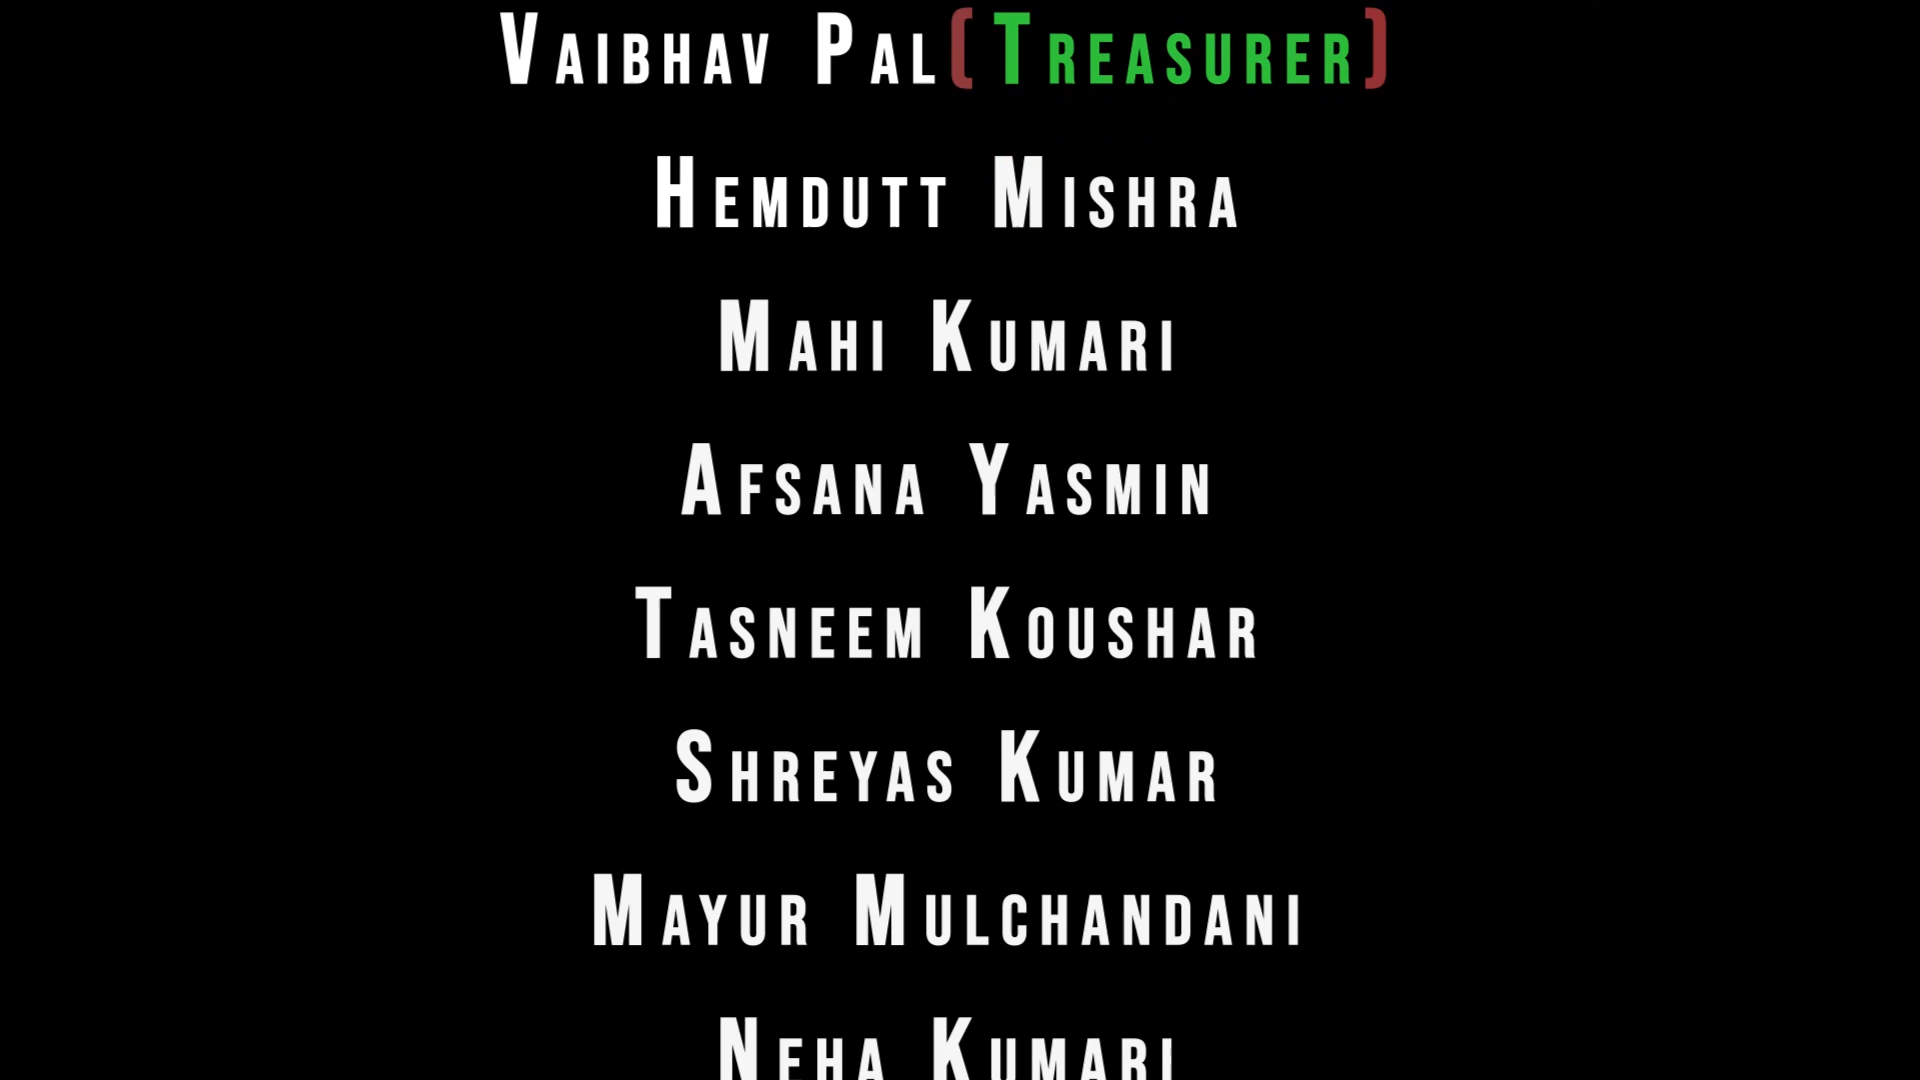 Vaibhav Pal(Treasurer)
Hemdutt Mishra
Mahi Kumari
Afsana Yasmin
Tasneem Koushar
Shreyas Kumar
Mayur Mulchandani
Neha Kumari